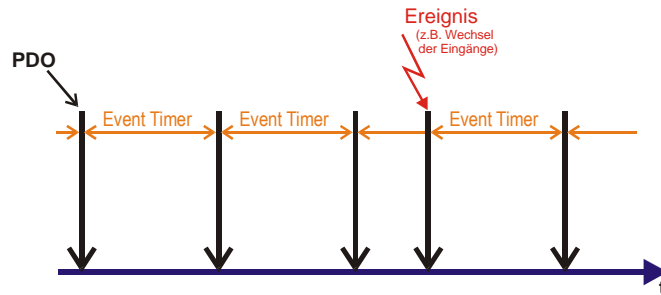 Ereignis
(z.B. Wechsel
der Eingänge)
PDO
Event Timer
Event Timer
Event Timer
t